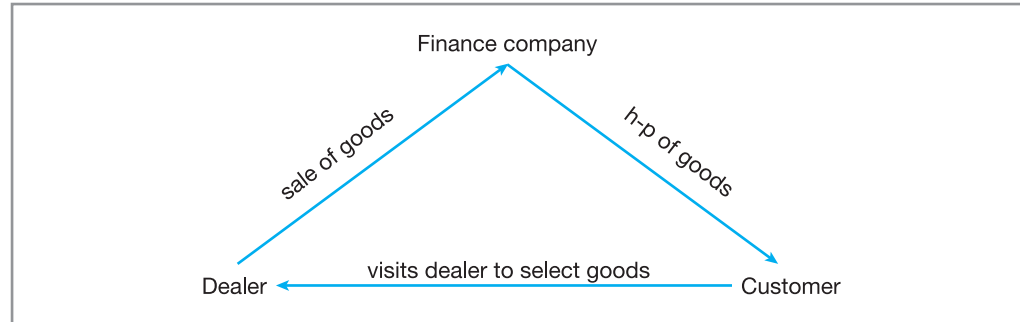 Finance company
sale of goods
h-p of goods
visits dealer to select goods
Dealer
Customer